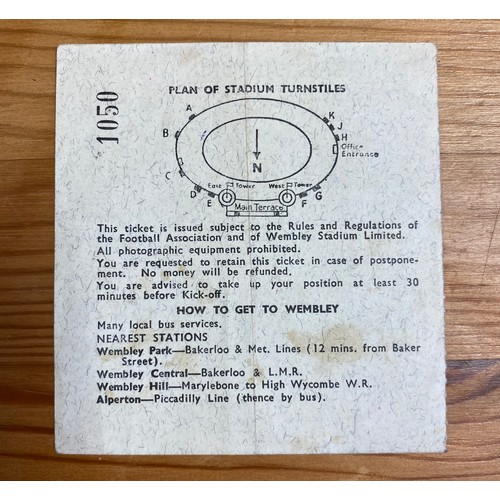 1050
PLAN OF STADIUM TURNSTILES
A
B
C
D
E
K
J
H
Office
Entrance
G
F
N
East Tower
West Tower
Main Terrace
This ticket is issued subject to the Rules and Regulations of
the Football Association and of Wembley Stadium Limited.
All photographic equipment prohibited.
You are requested to retain this ticket in case of postpone-
ment. No money will be refunded.
You are advised to take up your position at least 30
minutes before Kick-off.
HOW TO GET TO WEMBLEY
Many local bus services.
NEAREST STATIONS
Wembley Park—Bakerloo & Met. Lines (12 mins. from Baker
Street).
Wembley Central—Bakerloo & L.M.R.
Wembley Hill—Marylebone to High Wycombe W.R.
Alperton—Piccadilly Line (thence by bus).